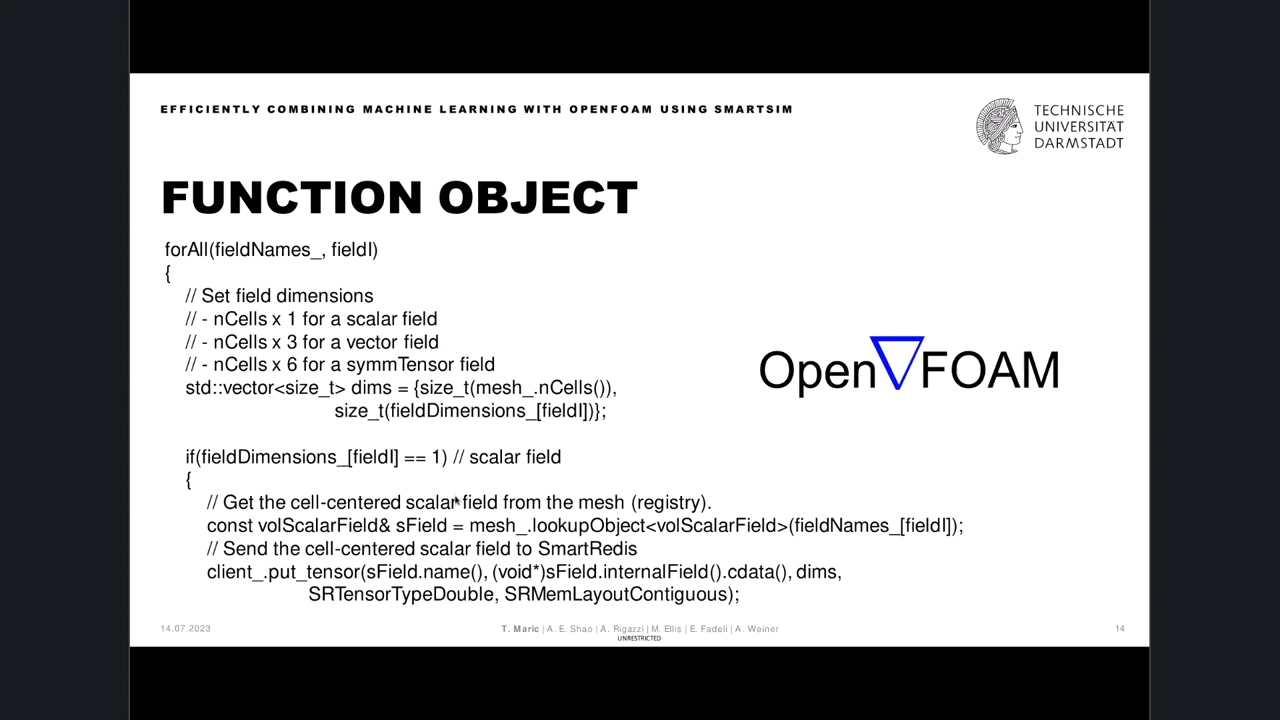 EFFICIENTLY COMBINING MACHINE LEARNING WITH OPENFOAM USING SMARTSIM
TECHNISCHE
UNIVERSITÄT
DARMSTADT
FUNCTION OBJECT
forAll(fieldNames_, fieldI)
{
// Set field dimensions
// - nCells x 1 for a scalar field
// - nCells x 3 for a vector field
// - nCells x 6 for a symmTensor field
std::vector<size_t> dims = {size_t(mesh_.nCells()),
size_t(fieldDimensions_[fieldI])};
OpenFOAM
if(fieldDimensions_[fieldI] == 1) // scalar field
{
// Get the cell-centered scalar field from the mesh (registry).
const volScalarField& sField = mesh_.lookupObject<volScalarField>(fieldNames_[fieldI]);
// Send the cell-centered scalar field to SmartRedis
client_.put_tensor(sField.name(), (void*)sField.internalField().cdata(), dims,
SRTensorTypeDouble, SRMemLayoutContiguous);
14.07.2023
T. Maric | A. E. Shao | A. Rigazzi | M. Ellis | E. Fadeli | A. Weiner
14
UNRESTRICTED